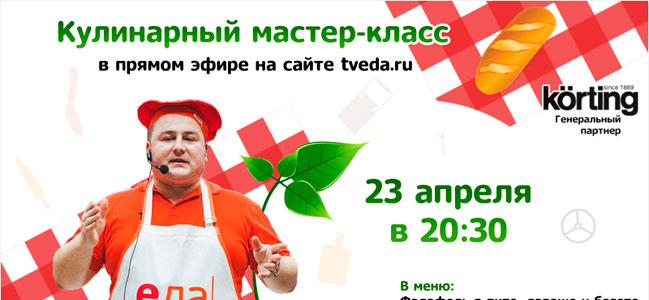 Кулинарный мастер-класс
в прямом эфире на сайте tveda.ru
since 1889
körting
Генеральный
партнер
23 апреля
в 20:30
еда
В меню: